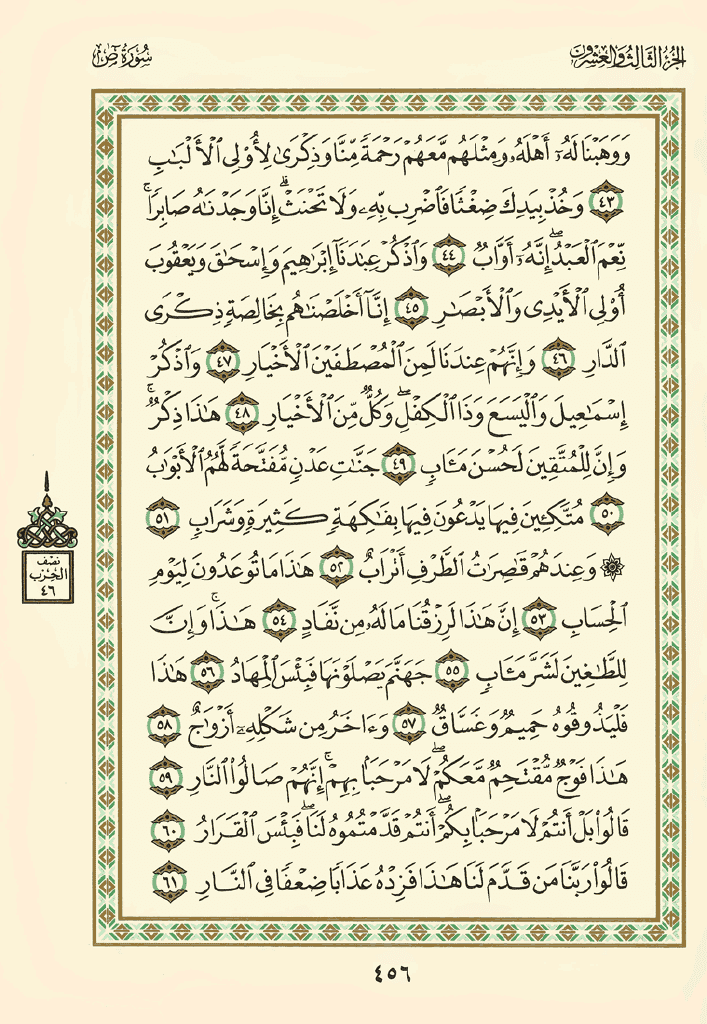 الجزء الثالث والعشرون
سورة ص
وَوَهَبْنَا لَهُۥٓ أَهْلَهُۥ وَمِثْلَهُم مَّعَهُمْ رَحْمَةً مِّنَّا وَذِكْرَىٰ لِأُو۟لِى ٱلْأَلْبَـٰبِ
٤٣ وَخُذْ بِيَدِكَ ضِغْثًا فَٱضْرِب بِّهِۦ وَلَا تَحْنَثْ ۗ إِنَّا وَجَدْنَـٰهُ صَابِرًا ۚ
نِّعْمَ ٱلْعَبْدُ ۖ إِنَّهُۥٓ أَوَّابٌ ٤٤ وَٱذْكُرْ عِبَـٰدَنَآ إِبْرَٰهِيمَ وَإِسْحَـٰقَ وَيَعْقُوبَ
أُو۟لِى ٱلْأَيْدِى وَٱلْأَبْصَـٰرِ ٤٥ إِنَّآ أَخْلَصْنَـٰهُم بِخَالِصَةٍ ذِكْرَى
ٱلدَّارِ ٤٦ وَإِنَّهُمْ عِندَنَا لَمِنَ ٱلْمُصْطَفَيْنَ ٱلْأَخْيَارِ ٤٧ وَٱذْكُرْ
إِسْمَـٰعِيلَ وَٱلْيَسَعَ وَذَا ٱلْكِفْلِ ۖ وَكُلٌّ مِّنَ ٱلْأَخْيَارِ ٤٨ هَـٰذَا ذِكْرٌ ۚ
وَإِنَّ لِلْمُتَّقِينَ لَحُسْنَ مَـَٔابٍ ٤٩ جَنَّـٰتِ عَدْنٍ مُّفَتَّحَةً لَّهُمُ ٱلْأَبْوَٰبُ
٥٠ مُتَّكِـِٔينَ فِيهَا يَدْعُونَ فِيهَا بِفَـٰكِهَةٍ كَثِيرَةٍ وَشَرَابٍ ٥١
۞ وَعِندَهُمْ قَـٰصِرَٰتُ ٱلطَّرْفِ أَتْرَابٌ ٥٢ هَـٰذَا مَا تُوعَدُونَ لِيَوْمِ
ٱلْحِسَابِ ٥٣ إِنَّ هَـٰذَا لَرِزْقُنَا مَا لَهُۥ مِن نَّفَادٍ ٥٤ هَـٰذَا ۚ وَإِنَّ
لِلطَّـٰغِينَ لَشَرَّ مَـَٔابٍ ٥٥ جَهَنَّمَ يَصْلَوْنَهَا فَبِئْسَ ٱلْمِهَادُ ٥٦ هَـٰذَا
فَلْيَذُوقُوهُ حَمِيمٌ وَغَسَّاقٌ ٥٧ وَءَاخَرُ مِن شَكْلِهِۦٓ أَزْوَٰجٌ ٥٨
هَـٰذَا فَوْجٌ مُّقْتَحِمٌ مَّعَكُمْ ۖ لَا مَرْحَبًۢا بِهِمْ ۚ إِنَّهُمْ صَالُوا۟ ٱلنَّارِ ٥٩
قَالُوا۟ بَلْ أَنتُمْ لَا مَرْحَبًۢا بِكُمْ ۖ أَنتُمْ قَدَّمْتُمُوهُ لَنَا ۖ فَبِئْسَ ٱلْقَرَارُ ٦٠
قَالُوا۟ رَبَّنَا مَن قَدَّمَ لَنَا هَـٰذَا فَزِدْهُ عَذَابًا ضِعْفًا فِى ٱلنَّارِ ٦١
نصف
الحزب
٤٦
٤٥٦